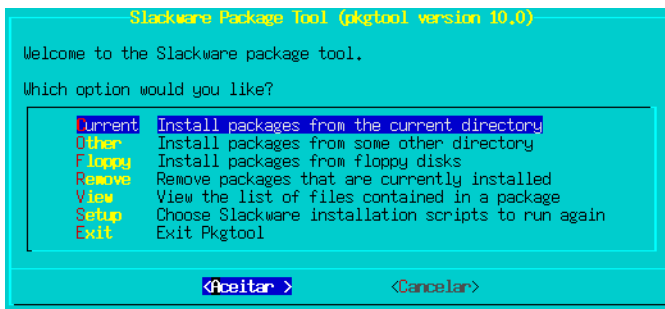 Slackware Package Tool (pkgtool version 10.0)
Welcome to the Slackware package tool.
Which option would you like?
Current Install packages from the current directory
Other Install packages from some other directory
Floppy Install packages from floppy disks
Remove Remove packages that are currently installed
View View the list of files contained in a package
Setup Choose Slackware installation scripts to run again
Exit Exit Pkgtool
<Aceitar > <Cancelar>